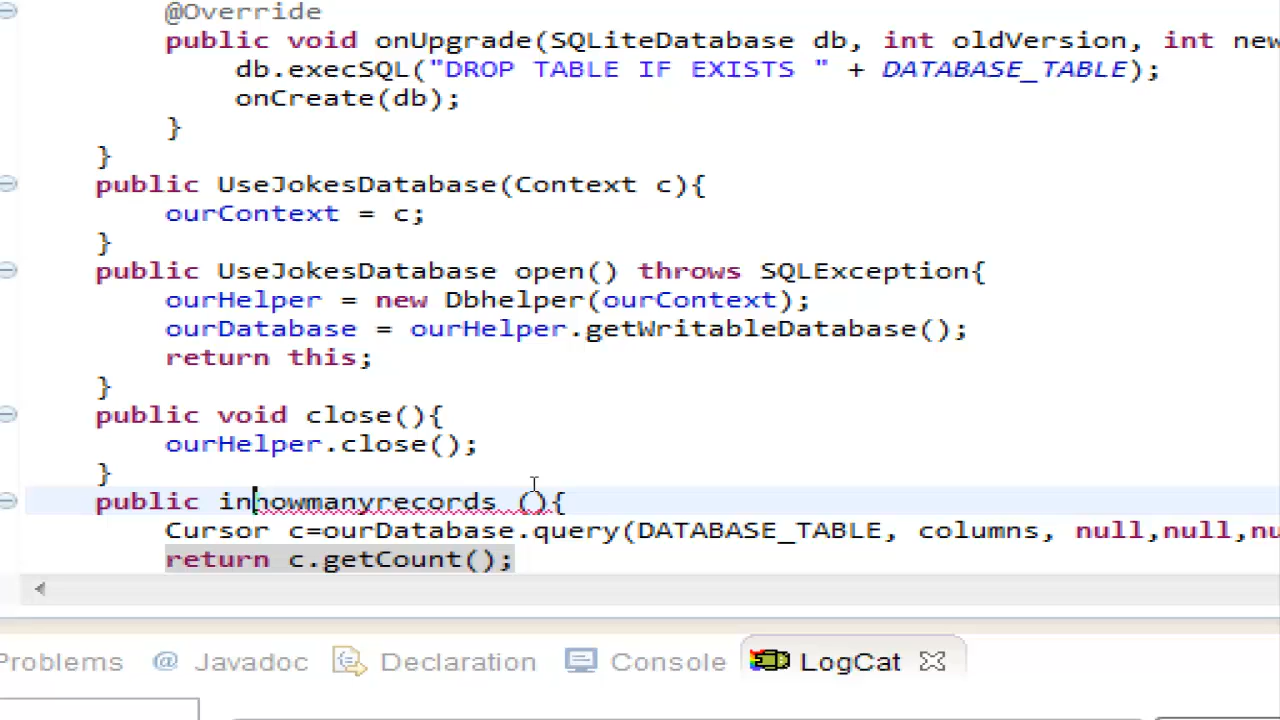 @Override
public void onUpgrade(SQLiteDatabase db, int oldVersion, int new
db.execSQL("DROP TABLE IF EXISTS " + DATABASE_TABLE);
onCreate(db);
}
}
public UseJokesDatabase(Context c){
ourContext = c;
}
public UseJokesDatabase open() throws SQLException{
ourHelper = new Dbhelper(ourContext);
ourDatabase = ourHelper.getWritableDatabase();
return this;
}
public void close(){
ourHelper.close();
}
public inhowmanyrecords (){
Cursor c=ourDatabase.query(DATABASE_TABLE, columns, null,null,nu
return c.getCount();
Problems @ Javadoc Declaration Console LogCat